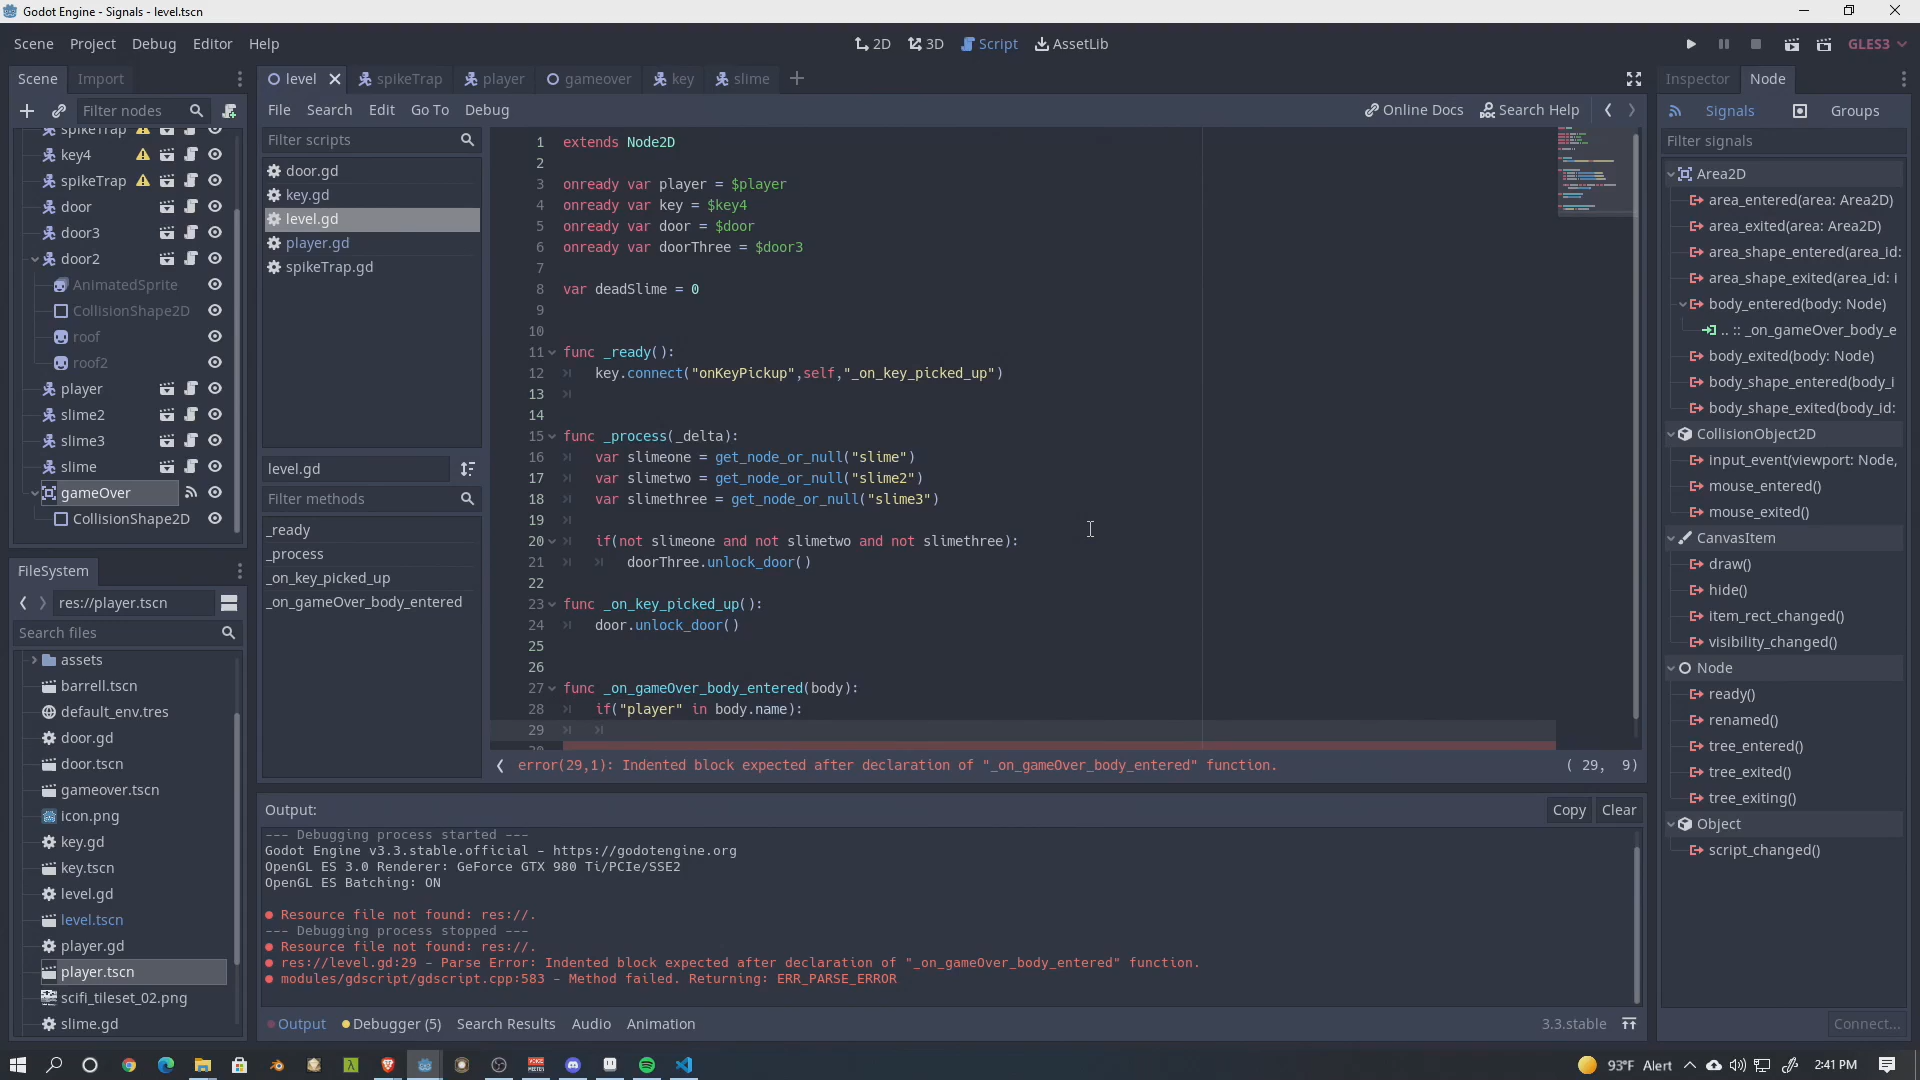 Godot Engine - Signals - level.tscn
Scene Project Debug Editor Help
2D 3D Script AssetLib
GLES3
Scene Import
level spikeTrap player gameover key slime
Inspector Node
Filter nodes
File Search Edit Go To Debug
Online Docs Search Help
Signals Groups
Filter scripts
Filter signals
spikeTrap
key4
spikeTrap
door
door3
door2
AnimatedSprite
CollisionShape2D
roof
roof2
player
slime2
slime3
slime
gameOver
CollisionShape2D
door.gd
key.gd
level.gd
player.gd
spikeTrap.gd
level.gd
Filter methods
_ready
_process
_on_key_picked_up
_on_gameOver_body_entered
1 extends Node2D
2
3 onready var player = $player
4 onready var key = $key4
5 onready var door = $door
6 onready var doorThree = $door3
7
8 var deadSlime = 0
9
10
11 func _ready():
12 key.connect("onKeyPickup",self,"_on_key_picked_up")
13
14
15 func _process(_delta):
16 var slimeone = get_node_or_null("slime")
17 var slimetwo = get_node_or_null("slime2")
18 var slimethree = get_node_or_null("slime3")
19
20 if(not slimeone and not slimetwo and not slimethree):
21 doorThree.unlock_door()
22
23 func _on_key_picked_up():
24 door.unlock_door()
25
26
27 func _on_gameOver_body_entered(body):
28 if("player" in body.name):
29
30
error(29,1): Indented block expected after declaration of "_on_gameOver_body_entered" function.
( 29, 9)
Area2D
area_entered(area: Area2D)
area_exited(area: Area2D)
area_shape_entered(area_id:
area_shape_exited(area_id: i
body_entered(body: Node)
.. :: _on_gameOver_body_e
body_exited(body: Node)
body_shape_entered(body_i
body_shape_exited(body_id:
CollisionObject2D
input_event(viewport: Node,
mouse_entered()
mouse_exited()
CanvasItem
draw()
hide()
item_rect_changed()
visibility_changed()
Node
ready()
renamed()
tree_entered()
tree_exited()
tree_exiting()
Object
script_changed()
Connect...
FileSystem
res://player.tscn
Search files
assets
barrell.tscn
default_env.tres
door.gd
door.tscn
gameover.tscn
icon.png
key.gd
key.tscn
level.gd
level.tscn
player.gd
player.tscn
scifi_tileset_02.png
slime.gd
Output:
Copy Clear
--- Debugging process started ---
Godot Engine v3.3.stable.official - https://godotengine.org
OpenGL ES 3.0 Renderer: GeForce GTX 980 Ti/PCIe/SSE2
OpenGL ES Batching: ON
Resource file not found: res://.
--- Debugging process stopped ---
Resource file not found: res://.
res://level.gd:29 - Parse Error: Indented block expected after declaration of "_on_gameOver_body_entered" function.
modules/gdscript/gdscript.cpp:583 - Method failed. Returning: ERR_PARSE_ERROR
Output Debugger (5) Search Results Audio Animation
3.3.stable
93°F Alert
2:41 PM